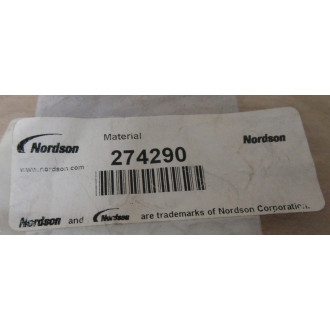 Material
Nordson
Nordson
www.nordson.com
274290
Nordson and Nordson are trademarks of Nordson Corporation.